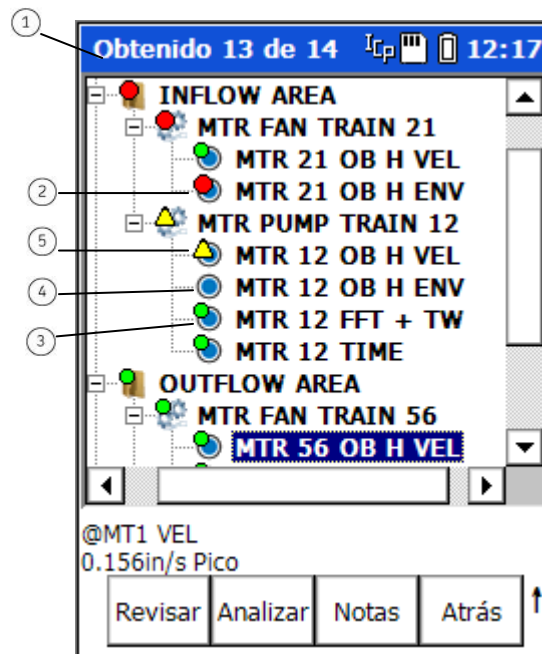 1
Obtenido 13 de 14 ICP 12:17
INFLOW AREA
MTR FAN TRAIN 21
MTR 21 OB H VEL
2
MTR 21 OB H ENV
MTR PUMP TRAIN 12
5
MTR 12 OB H VEL
4
MTR 12 OB H ENV
3
MTR 12 FFT + TW
MTR 12 TIME
OUTFLOW AREA
MTR FAN TRAIN 56
MTR 56 OB H VEL
@MT1 VEL
0.156in/s Pico
Revisar Analizar Notas Atrás